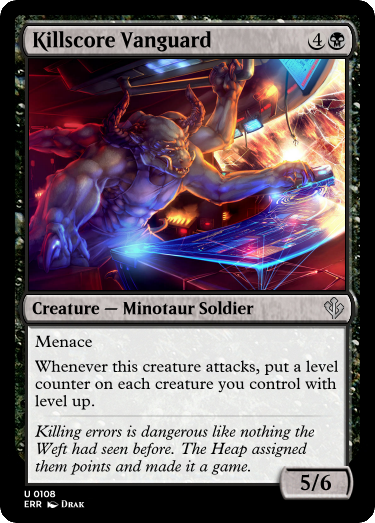 Killscore Vanguard 4
Creature — Minotaur Soldier
Menace
Whenever this creature attacks, put a level
counter on each creature you control with
level up.
Killing errors is dangerous like nothing the
Weft had seen before. The Heap assigned
them points and made it a game.
5/6
U 0108
ERR DRAK